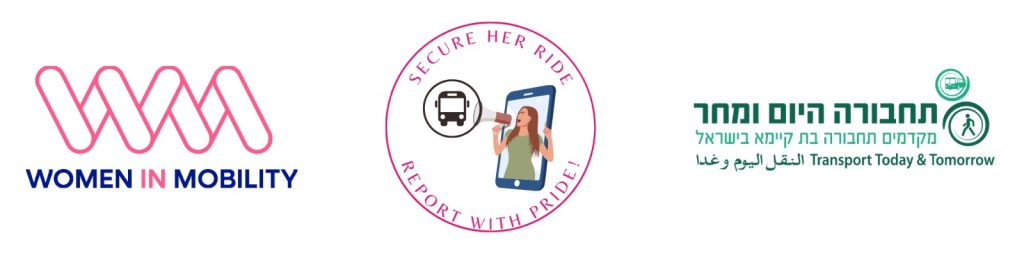 WOMEN IN MOBILITY
SECURE HER RIDE
REPORT WITH PRIDE!
תחבורה היום ומחר
מקדמים תחבורה בת קיימא בישראל
النقل اليوم وغدا Transport Today & Tomorrow